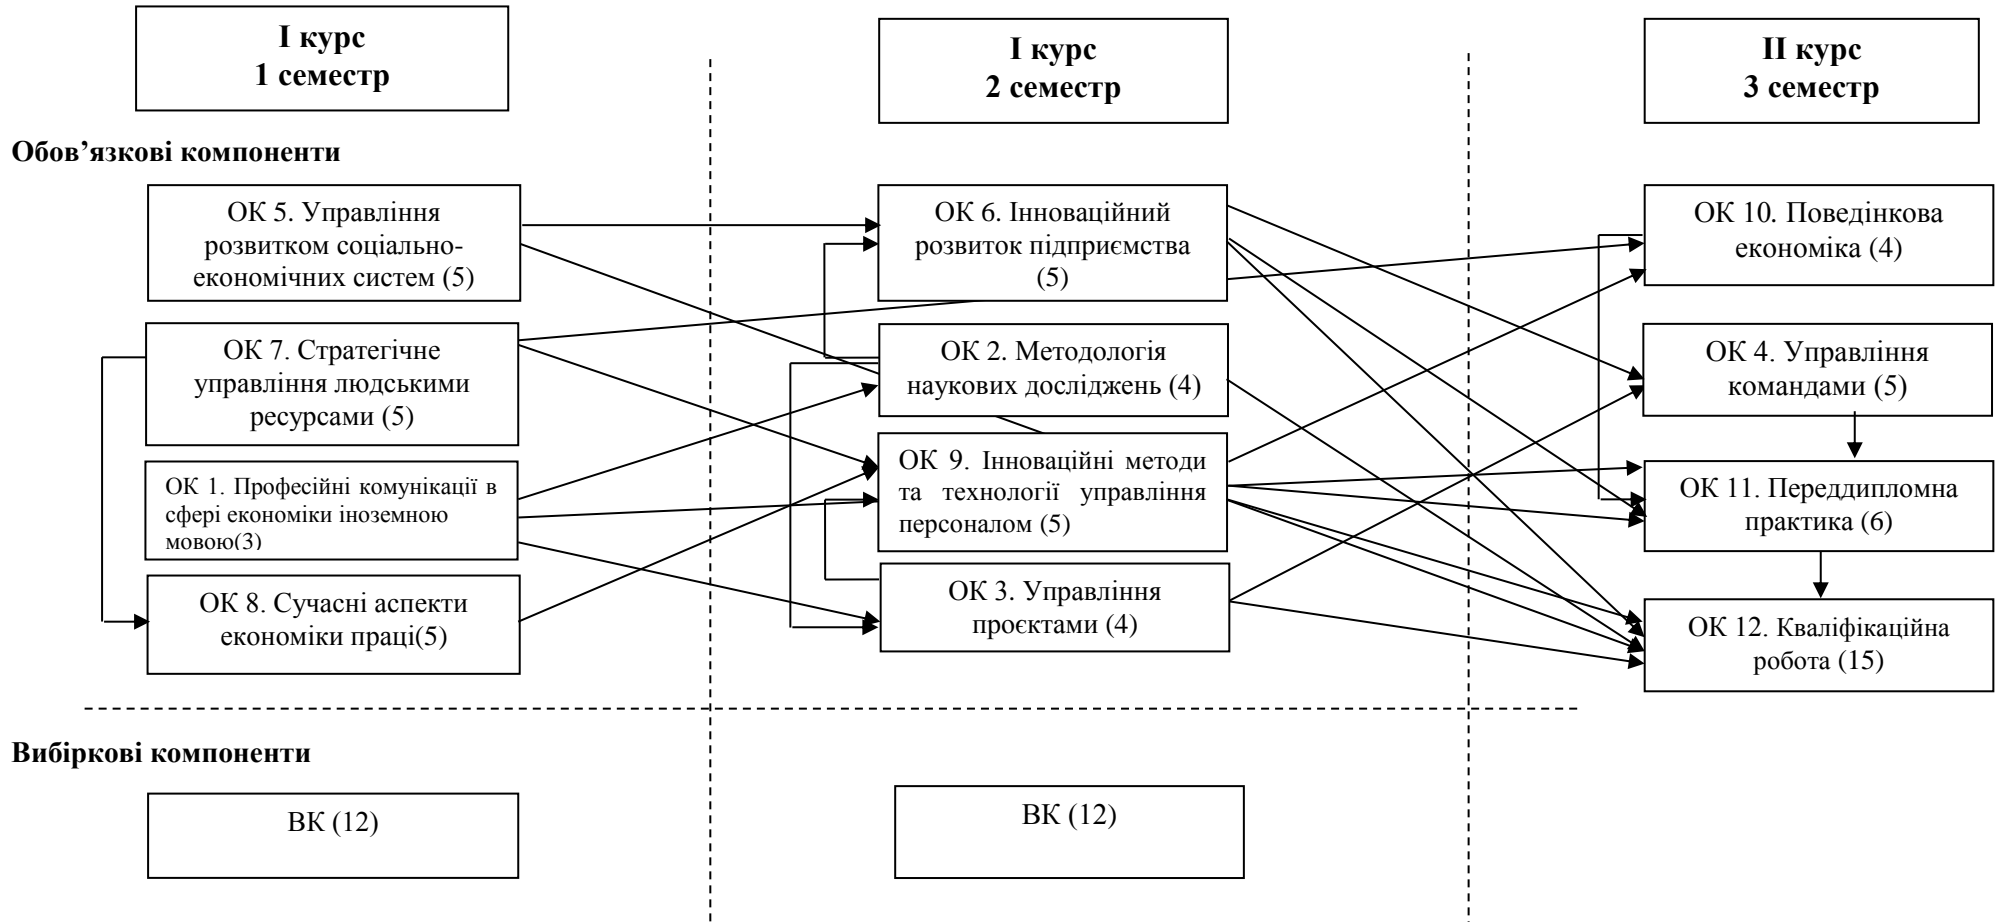 І курс
1 семестр
І курс
2 семестр
ІІ курс
3 семестр
Обов’язкові компоненти
ОК 5. Управління
розвитком соціально-
економічних систем (5)
ОК 7. Стратегічне
управління людськими
ресурсами (5)
ОК 1. Професійні комунікації в
сфері економіки іноземною
мовою(3)
ОК 8. Сучасні аспекти
економіки праці(5)
ОК 6. Інноваційний
розвиток підприємства
(5)
ОК 2. Методологія
наукових досліджень (4)
ОК 9. Інноваційні методи
та технології управління
персоналом (5)
ОК 3. Управління
проєктами (4)
ОК 10. Поведінкова
економіка (4)
ОК 4. Управління
командами (5)
ОК 11. Переддипломна
практика (6)
ОК 12. Кваліфікаційна
робота (15)
Вибіркові компоненти
ВК (12)
ВК (12)